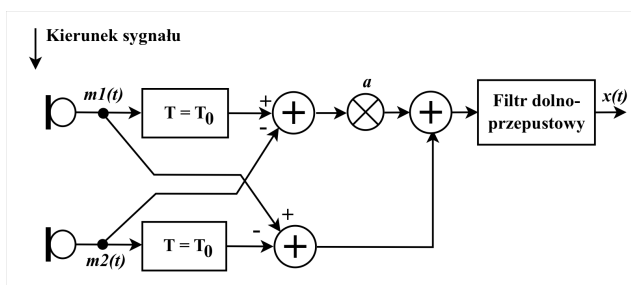 Kierunek sygnału
a
m1(t)
T = T0
+
-
+
+
Filtr dolno-
przepustowy
x(t)
+
-
+
T = T0
m2(t)